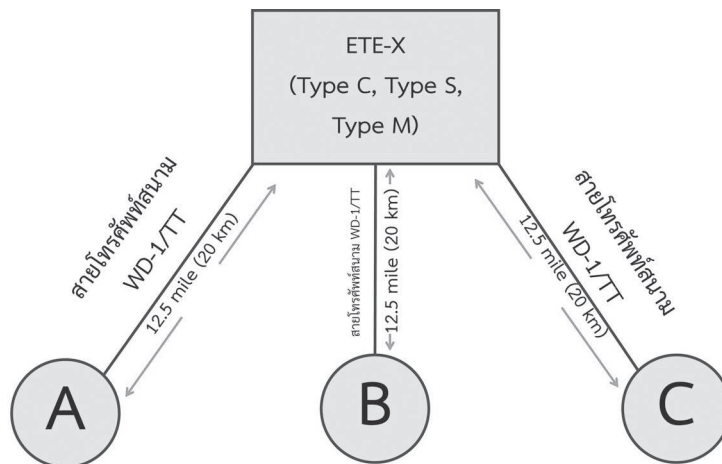 ETE-X
(Type C, Type S,
Type M)
สายโทรศัพท์สนาม
WD-1/TT
12.5 mile (20 km)
สายโทรศัพท์สนาม WD-1/TT
12.5 mile (20 km)
สายโทรศัพท์สนาม
WD-1/TT
12.5 mile (20 km)
A
B
C